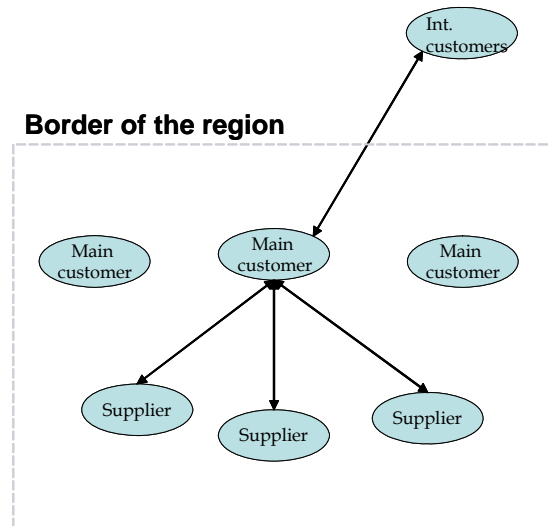 Int.
customers
Border of the region
Main
customer
Main
customer
Main
customer
Supplier
Supplier
Supplier